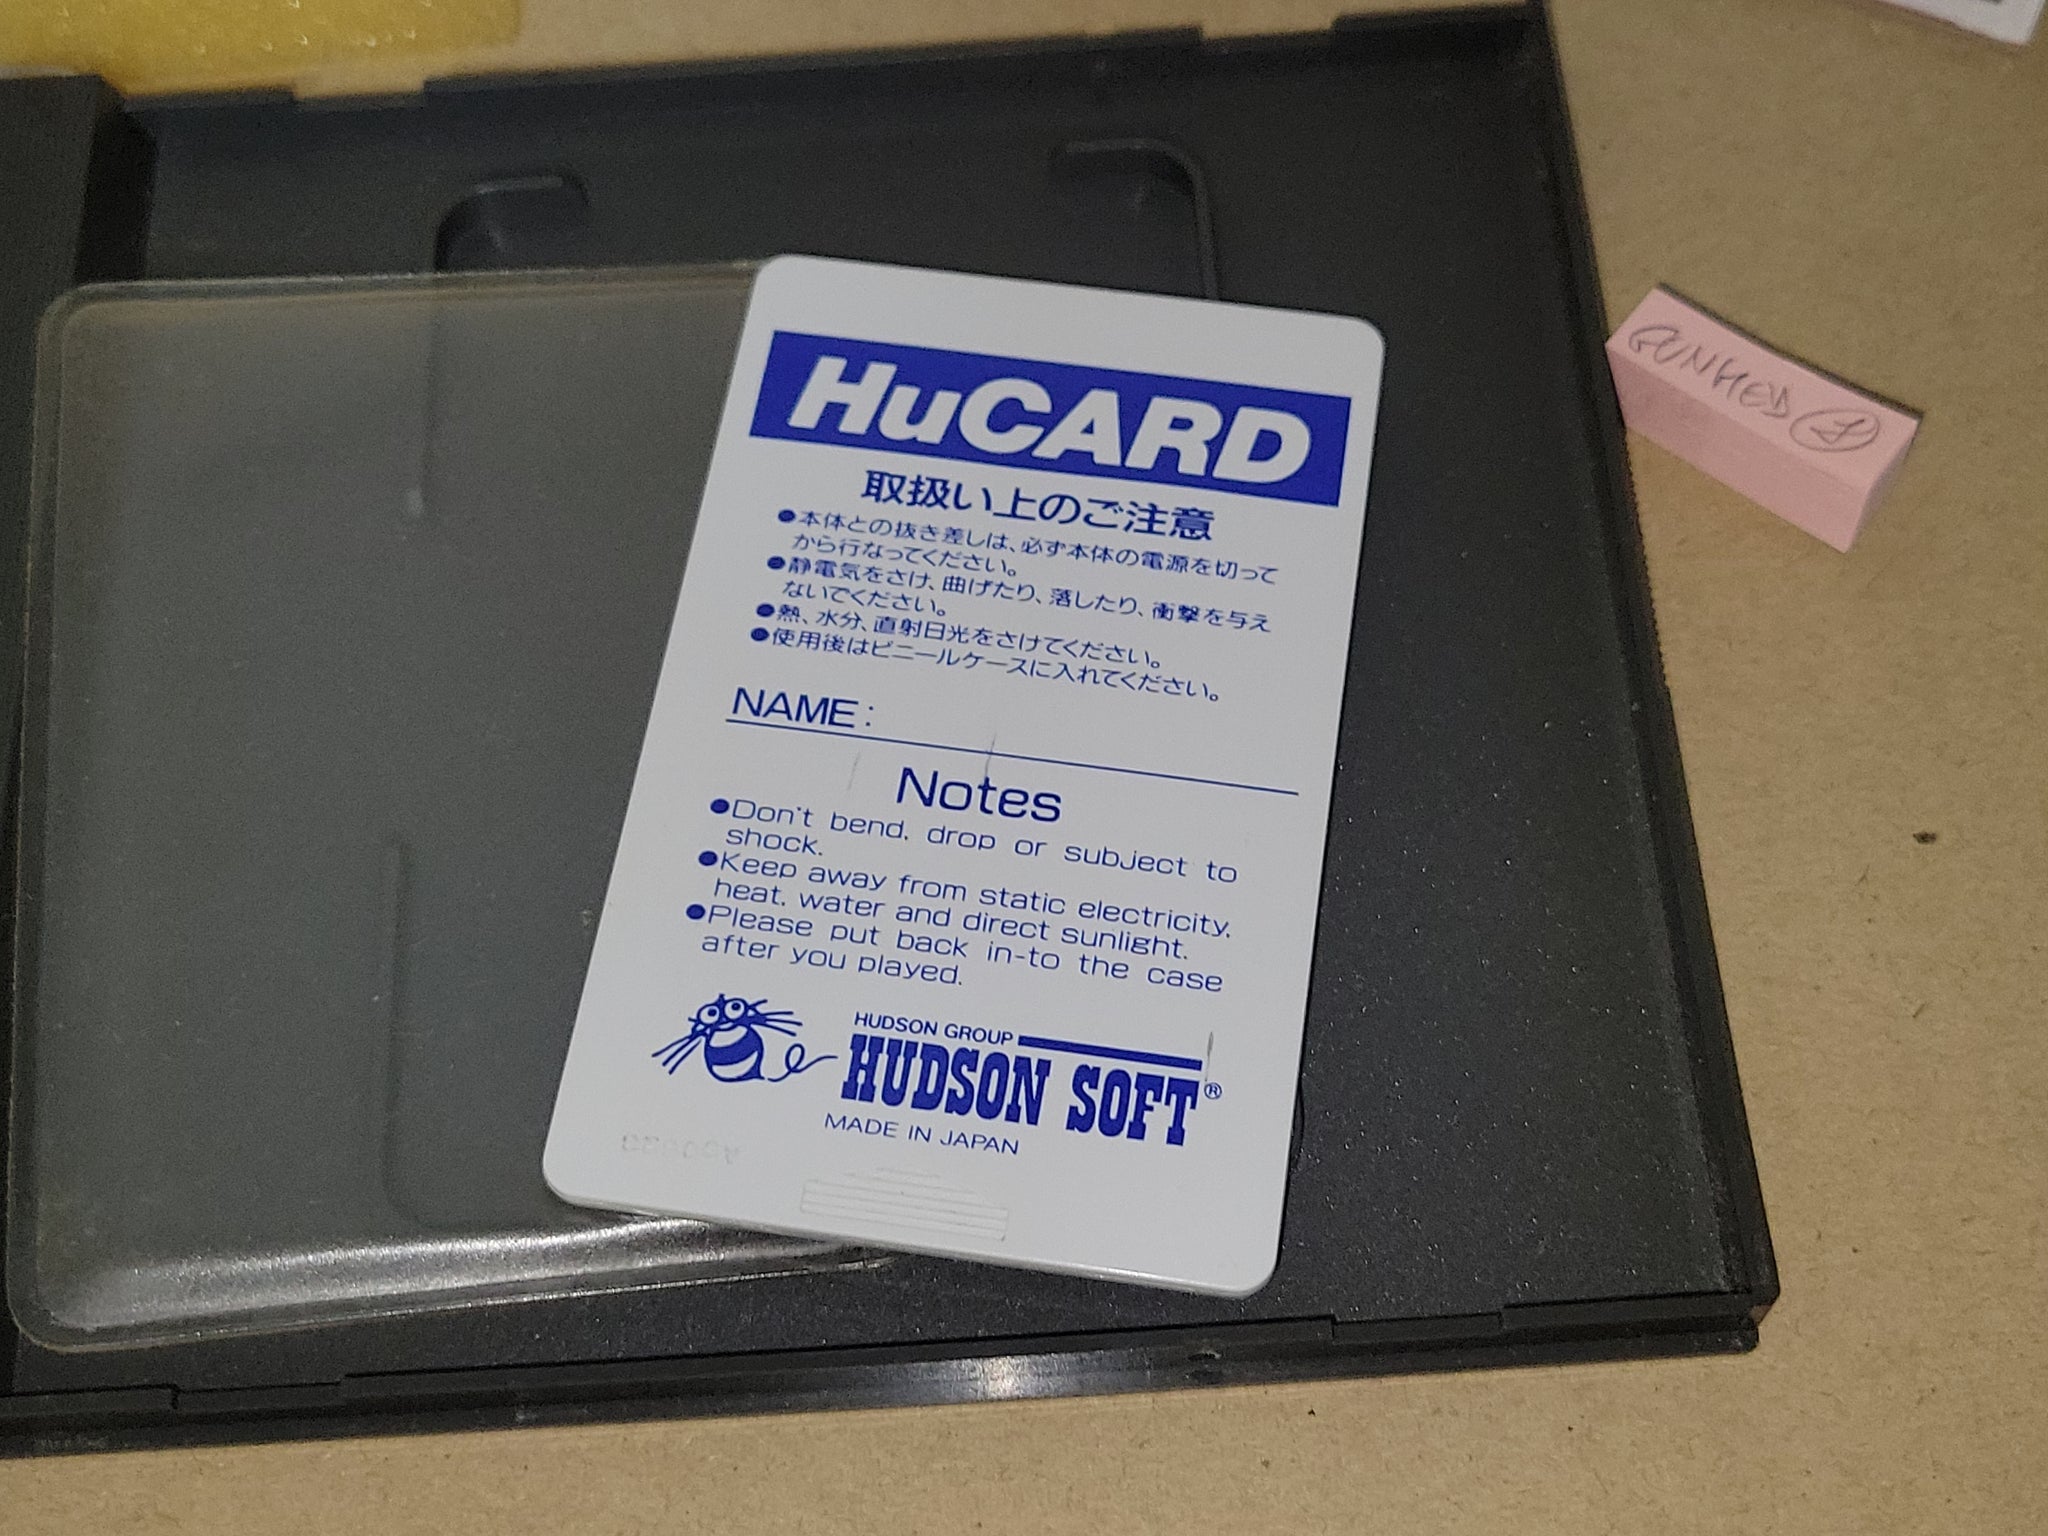 HuCARD
取扱い上のご注意
●本体との抜き差しは、必ず本体の電源を切って
から行なってください。
●静電気をさけ、曲げたり、落したり、衝撃を与え
ないでください。
●熱、水分、直射日光をさけてください。
●使用後はビニールケースに入れてください。
NAME:
Notes
●Don't bend, drop or subject to
shock.
●Keep away from static electricity,
heat, water and direct sunlight.
●Please put back in-to the case
after you played.
HUDSON GROUP
HUDSON SOFT®
MADE IN JAPAN
GUNHED